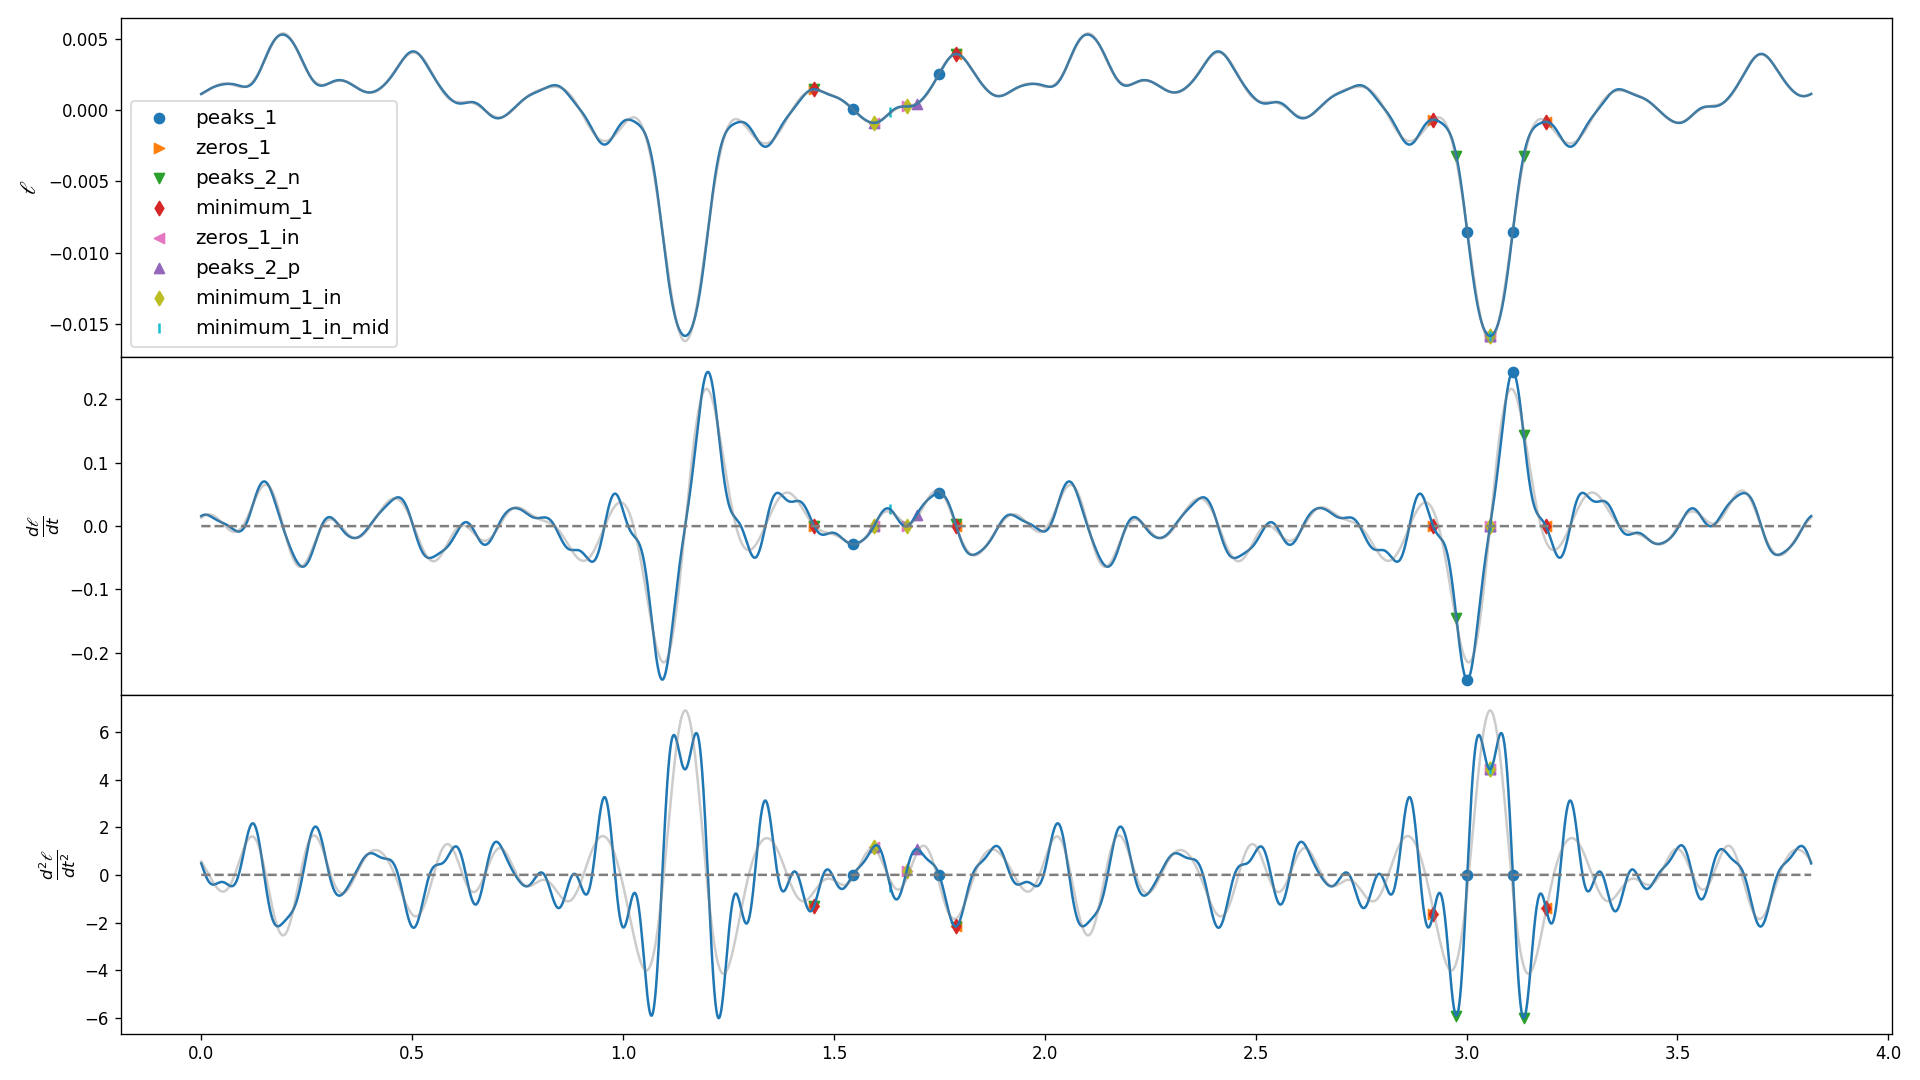 0.005
0.000
−0.005
−0.010
−0.015
ℓ
peaks_1
zeros_1
peaks_2_n
minimum_1
zeros_1_in
peaks_2_p
minimum_1_in
minimum_1_in_mid
0.2
0.1
0.0
−0.1
−0.2
dℓ
dt
6
4
2
0
−2
−4
−6
d²ℓ
dt²
0.0 0.5 1.0 1.5 2.0 2.5 3.0 3.5 4.0